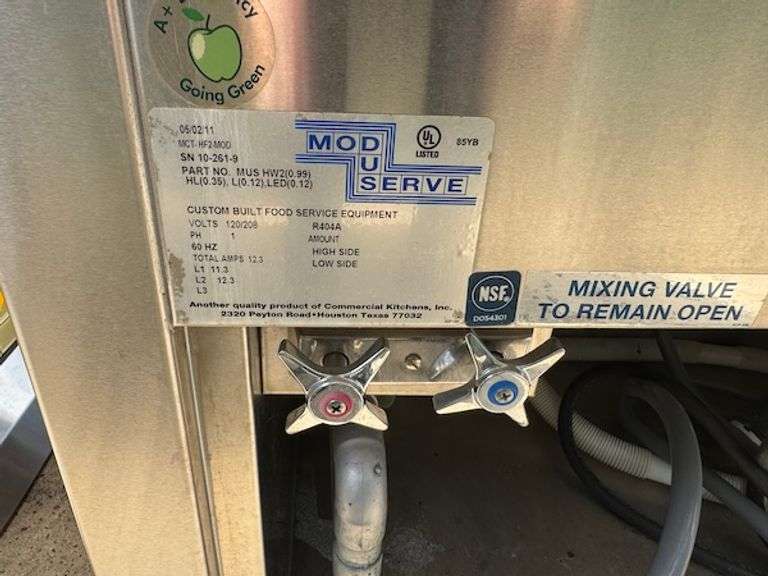 A+ 
Going Green
05/02/11
MCT-HF2-MOD
SN 10-261-9
PART NO. MUS HW2(0.99)
HL(0.35), L(0.12),LED(0.12)
MOD
U
SERVE
UL
LISTED
85YB
CUSTOM BUILT FOOD SERVICE EQUIPMENT
VOLTS 120/208 R404A
PH 1 AMOUNT
60 HZ HIGH SIDE
TOTAL AMPS 12.3 LOW SIDE
L1 11.3
L2 12.3
L3
Another quality product of Commercial Kitchens, Inc.
2320 Peyton Road•Houston Texas 77032
NSF.
MIXING VALVE
TO REMAIN OPEN